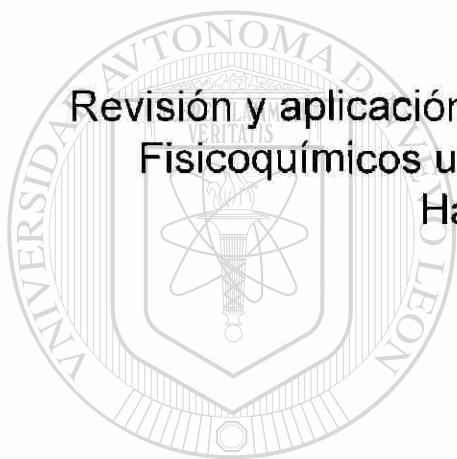 Revisión y aplicación
Fisicoquímicos u
Ha
UNIVERSIDAD AUTONOMA DE NUEVO LEON
VERITATIS